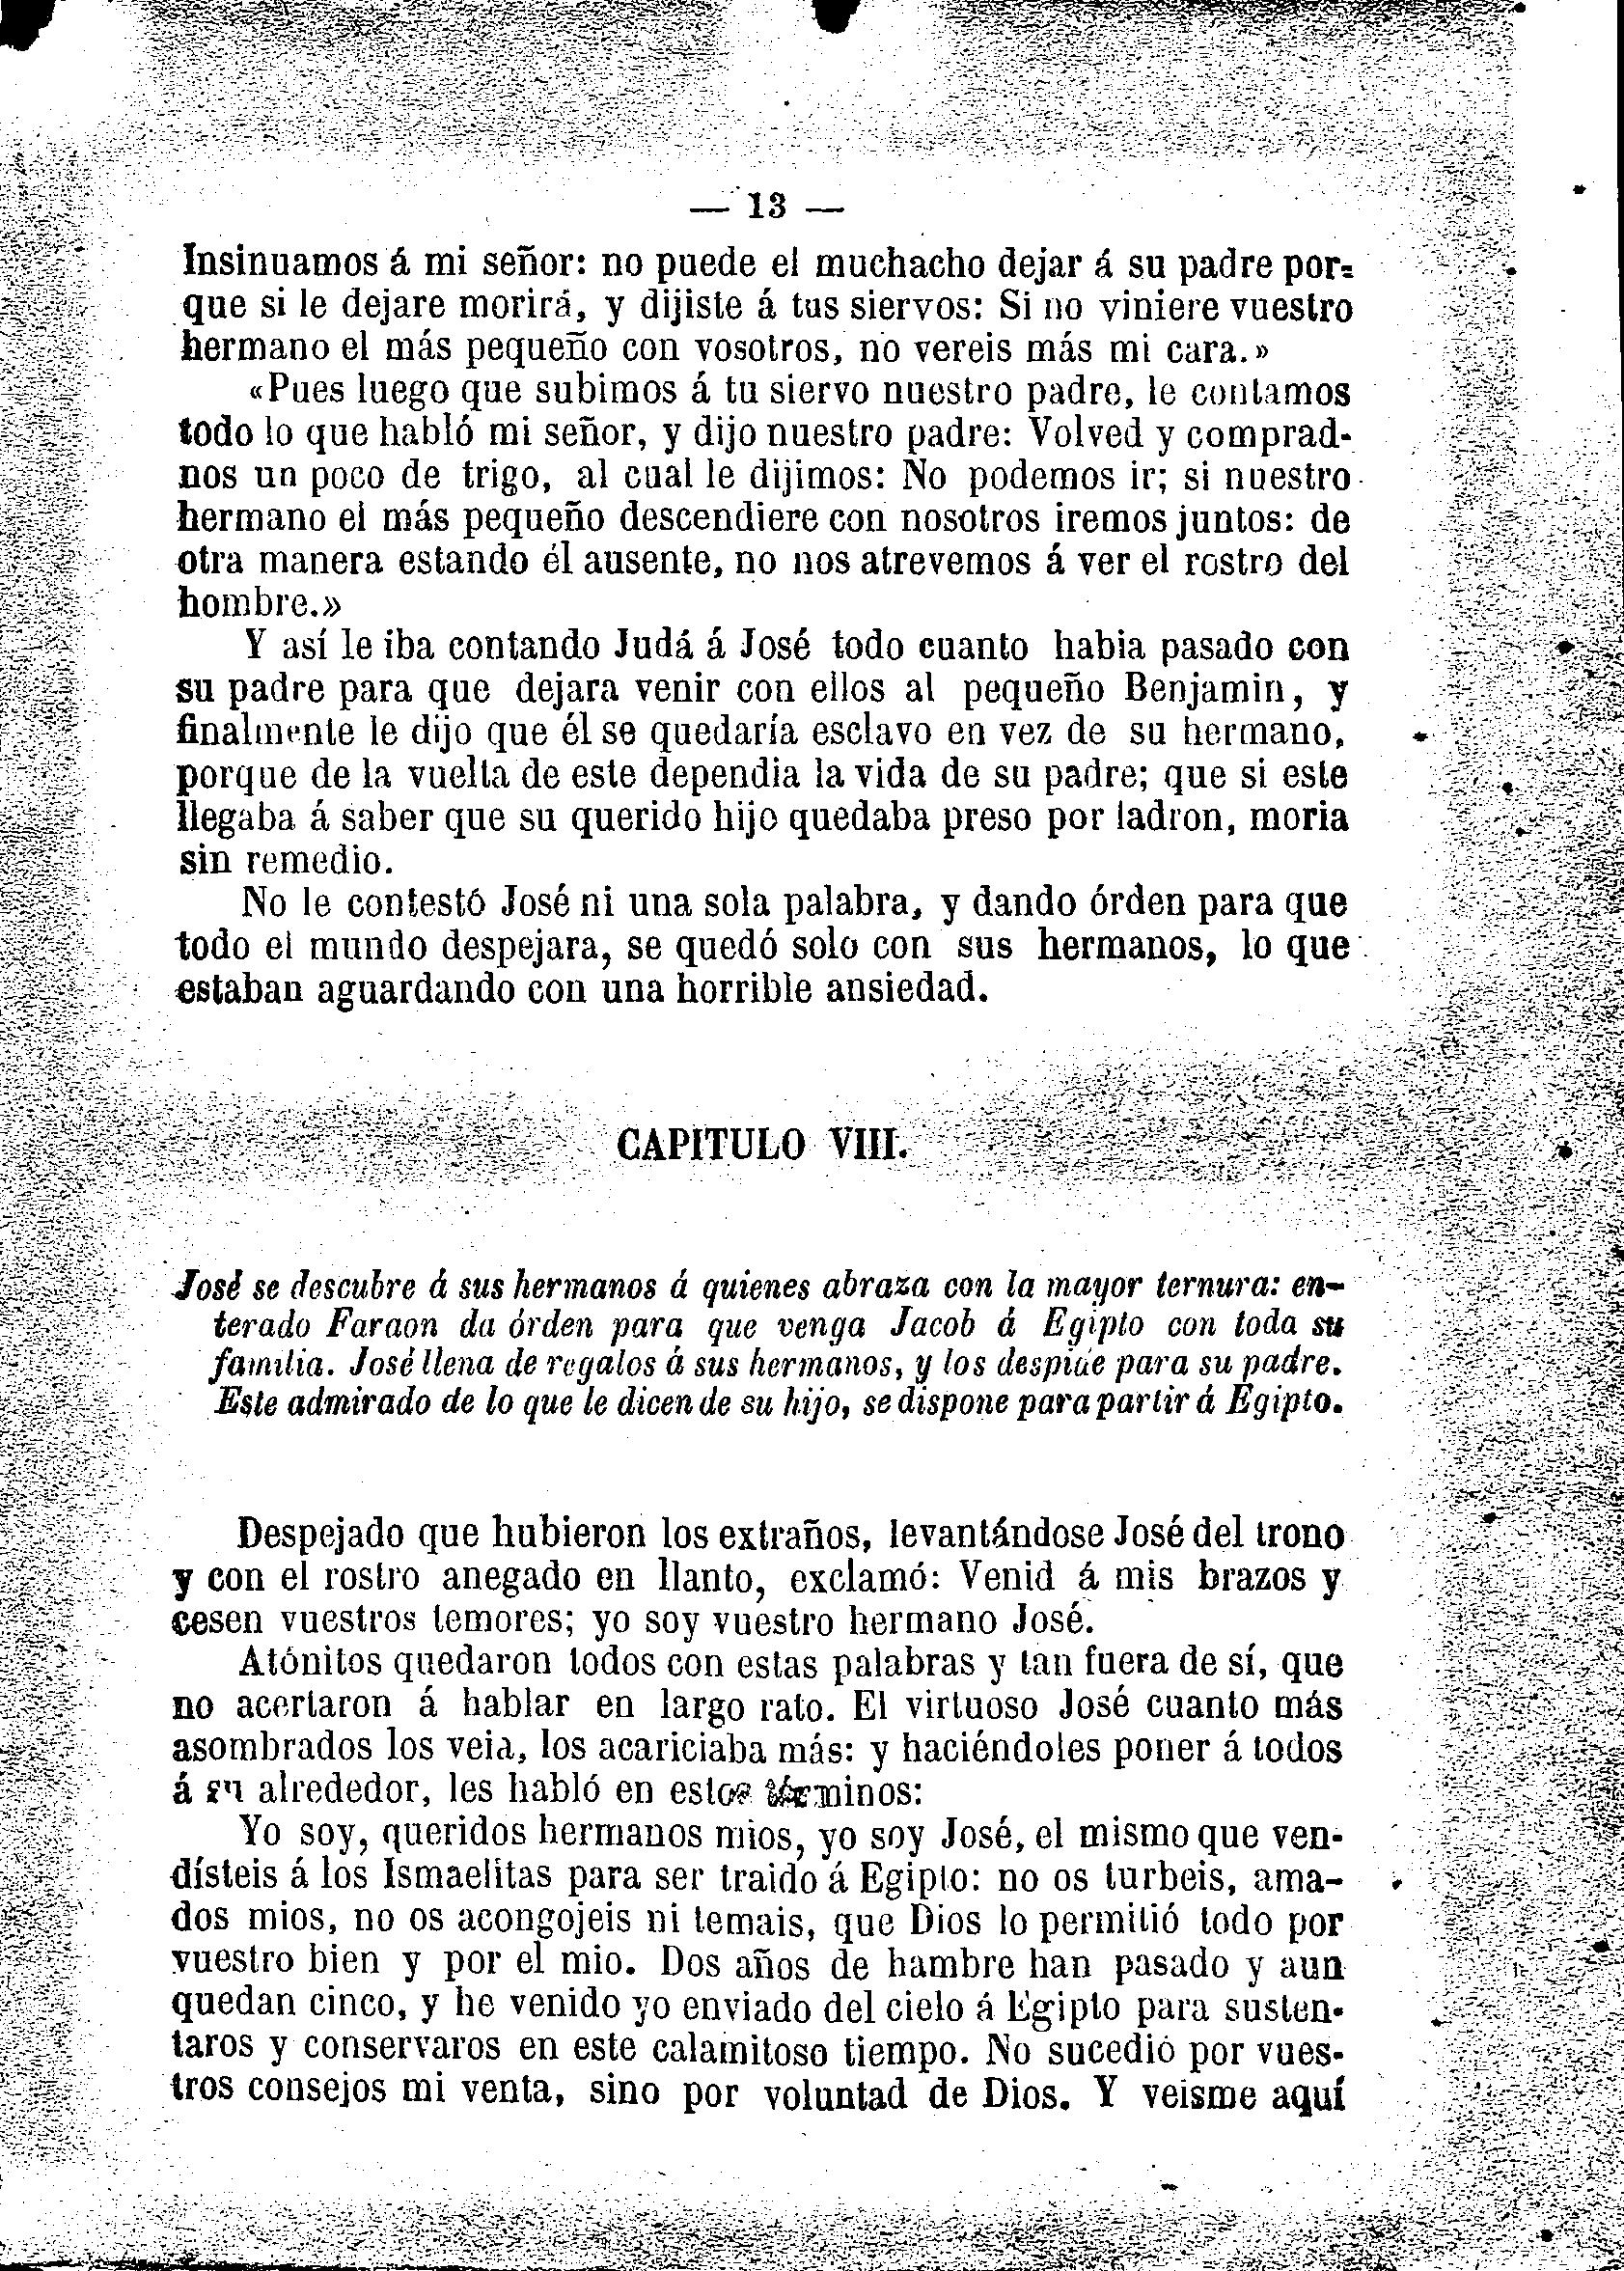 — 13 —
Insinuamos á mi señor: no puede el muchacho dejar á su padre por-
que si le dejare morirá, y dijiste á tus siervos: Si no viniere vuestro
hermano el más pequeño con vosotros, no vereis más mi cara.»
«Pues luego que subimos á tu siervo nuestro padre, le contamos
todo lo que habló mi señor, y dijo nuestro padre: Volved y comprad-
nos un poco de trigo, al cual le dijimos: No podemos ir; si nuestro
hermano el más pequeño descendiere con nosotros iremos juntos: de
otra manera estando él ausente, no nos atrevemos á ver el rostro del
hombre.»
Y así le iba contando Judá á José todo cuanto habia pasado con
su padre para que dejara venir con ellos al pequeño Benjamin, y
finalmente le dijo que él se quedaría esclavo en vez de su hermano,
porque de la vuelta de este dependia la vida de su padre; que si este
llegaba á saber que su querido hijo quedaba preso por ladron, moria
sin remedio.
No le contestó José ni una sola palabra, y dando órden para que
todo el mundo despejara, se quedó solo con sus hermanos, lo que
estaban aguardando con una horrible ansiedad.
CAPITULO VIII.
José se descubre á sus hermanos á quienes abraza con la mayor ternura: en-
terado Faraon da órden para que venga Jacob á Egipto con toda su
familia. José llena de regalos á sus hermanos, y los despide para su padre.
Este admirado de lo que le dicen de su hijo, se dispone para partir á Egipto.
Despejado que hubieron los extraños, levantándose José del trono
y con el rostro anegado en llanto, exclamó: Venid á mis brazos y
cesen vuestros temores; yo soy vuestro hermano José.
Atónitos quedaron todos con estas palabras y tan fuera de sí, que
no acertaron á hablar en largo rato. El virtuoso José cuanto más
asombrados los veia, los acariciaba más: y haciéndoles poner á todos
á su alrededor, les habló en estos términos:
Yo soy, queridos hermanos mios, yo soy José, el mismo que ven-
dísteis á los Ismaelitas para ser traido á Egipto: no os turbeis, ama-
dos mios, no os acongojeis ni temais, que Dios lo permitió todo por
vuestro bien y por el mio. Dos años de hambre han pasado y aun
quedan cinco, y he venido yo enviado del cielo á Egipto para susten-
taros y conservaros en este calamitoso tiempo. No sucedió por vues-
tros consejos mi venta, sino por voluntad de Dios. Y veisme aquí